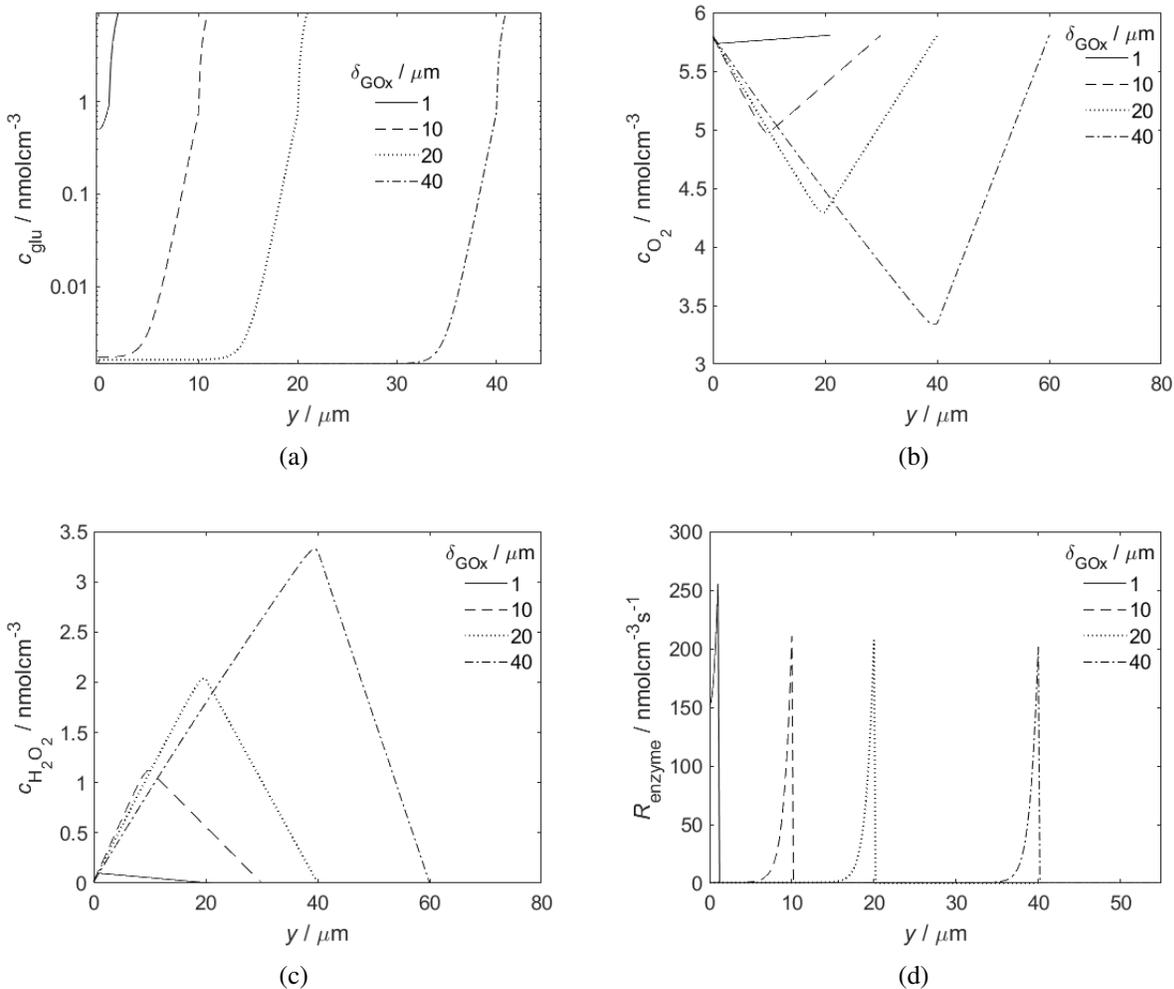 1
0.1
0.01
c_glu / nmolcm^-3
δ_GOx / μm
1
10
20
40
0 10 20 30 40
y / μm
(a)
6
5.5
5
4.5
4
3.5
3
c_O_2 / nmolcm^-3
δ_GOx / μm
1
10
20
40
0 20 40 60 80
y / μm
(b)
3.5
3
2.5
2
1.5
1
0.5
0
c_H_2O_2 / nmolcm^-3
δ_GOx / μm
1
10
20
40
0 20 40 60 80
y / μm
(c)
300
250
200
150
100
50
0
R_enzyme / nmolcm^-3s^-1
δ_GOx / μm
1
10
20
40
0 10 20 30 40 50
y / μm
(d)